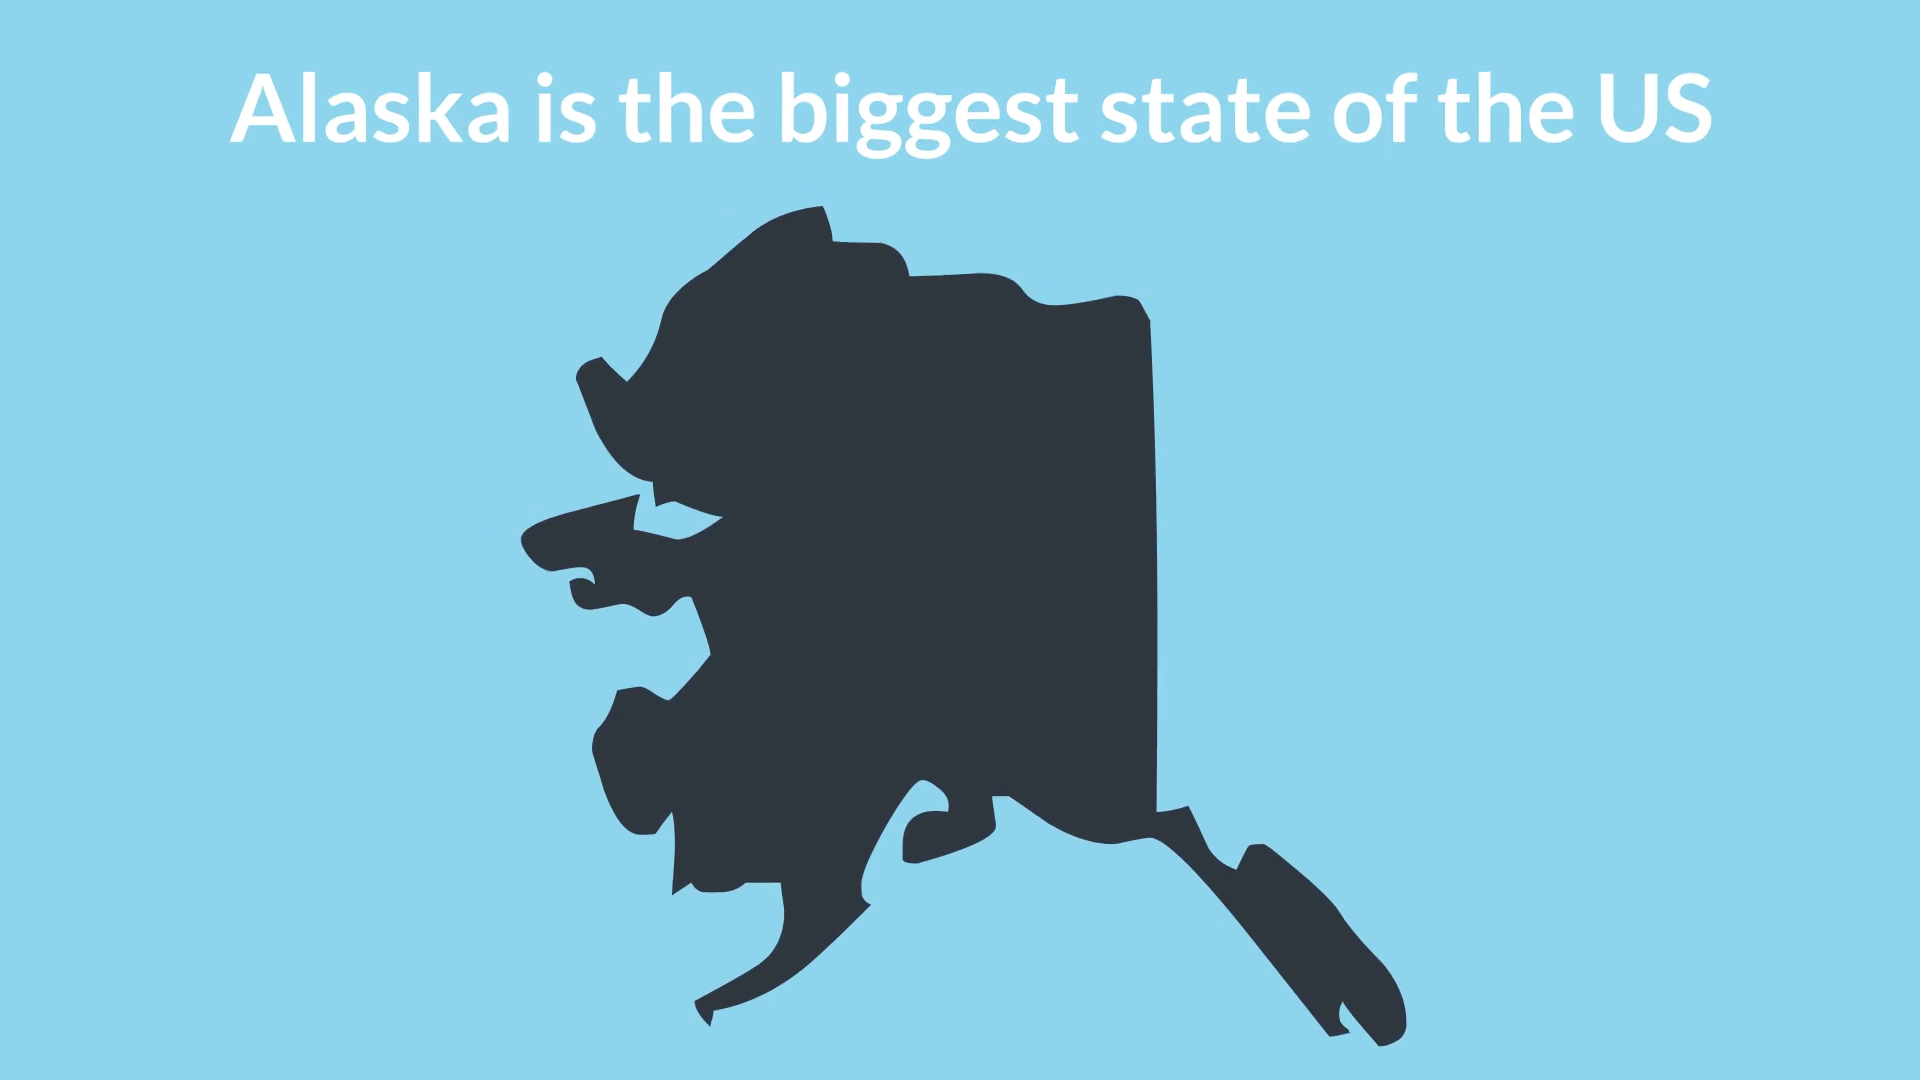 Alaska is the biggest state of the US